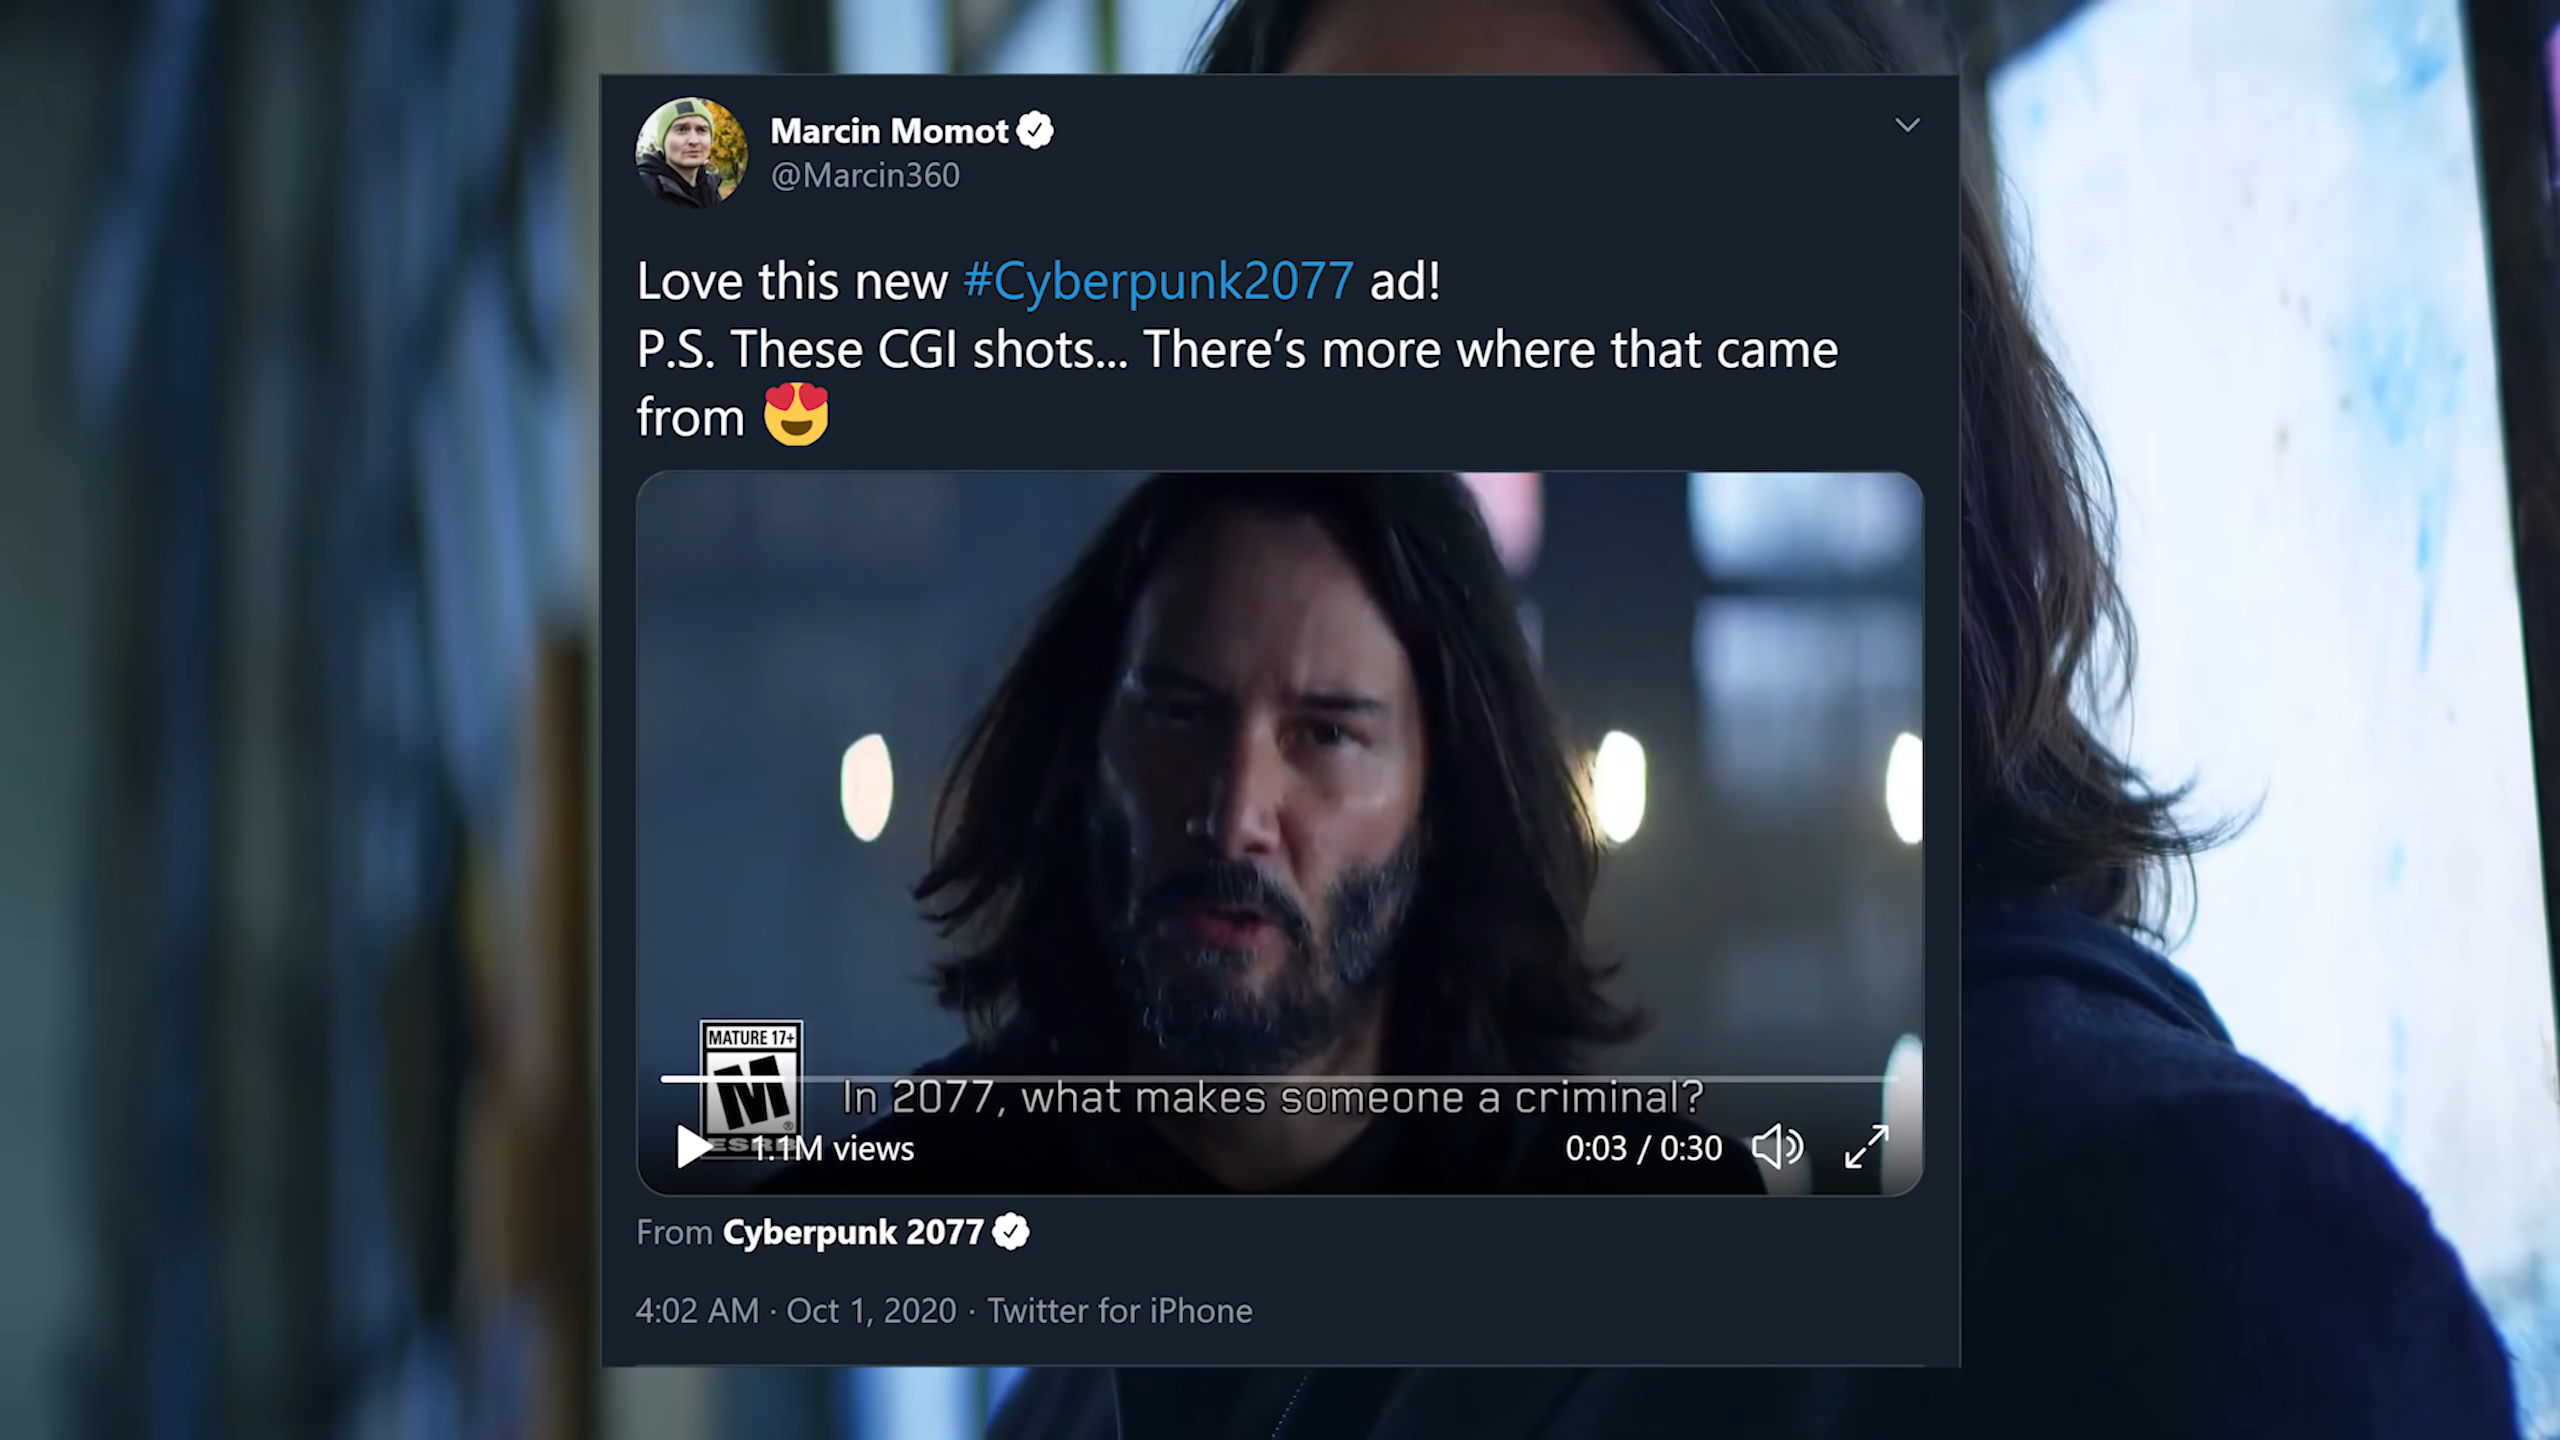 Marcin Momot
@Marcin360
Love this new #Cyberpunk2077 ad!
P.S. These CGI shots... There’s more where that came
from 😍
MATURE 17+
M
®
ESRB
In 2077, what makes someone a criminal?
1.1M views
0:03 / 0:30
From Cyberpunk 2077
4:02 AM · Oct 1, 2020 · Twitter for iPhone